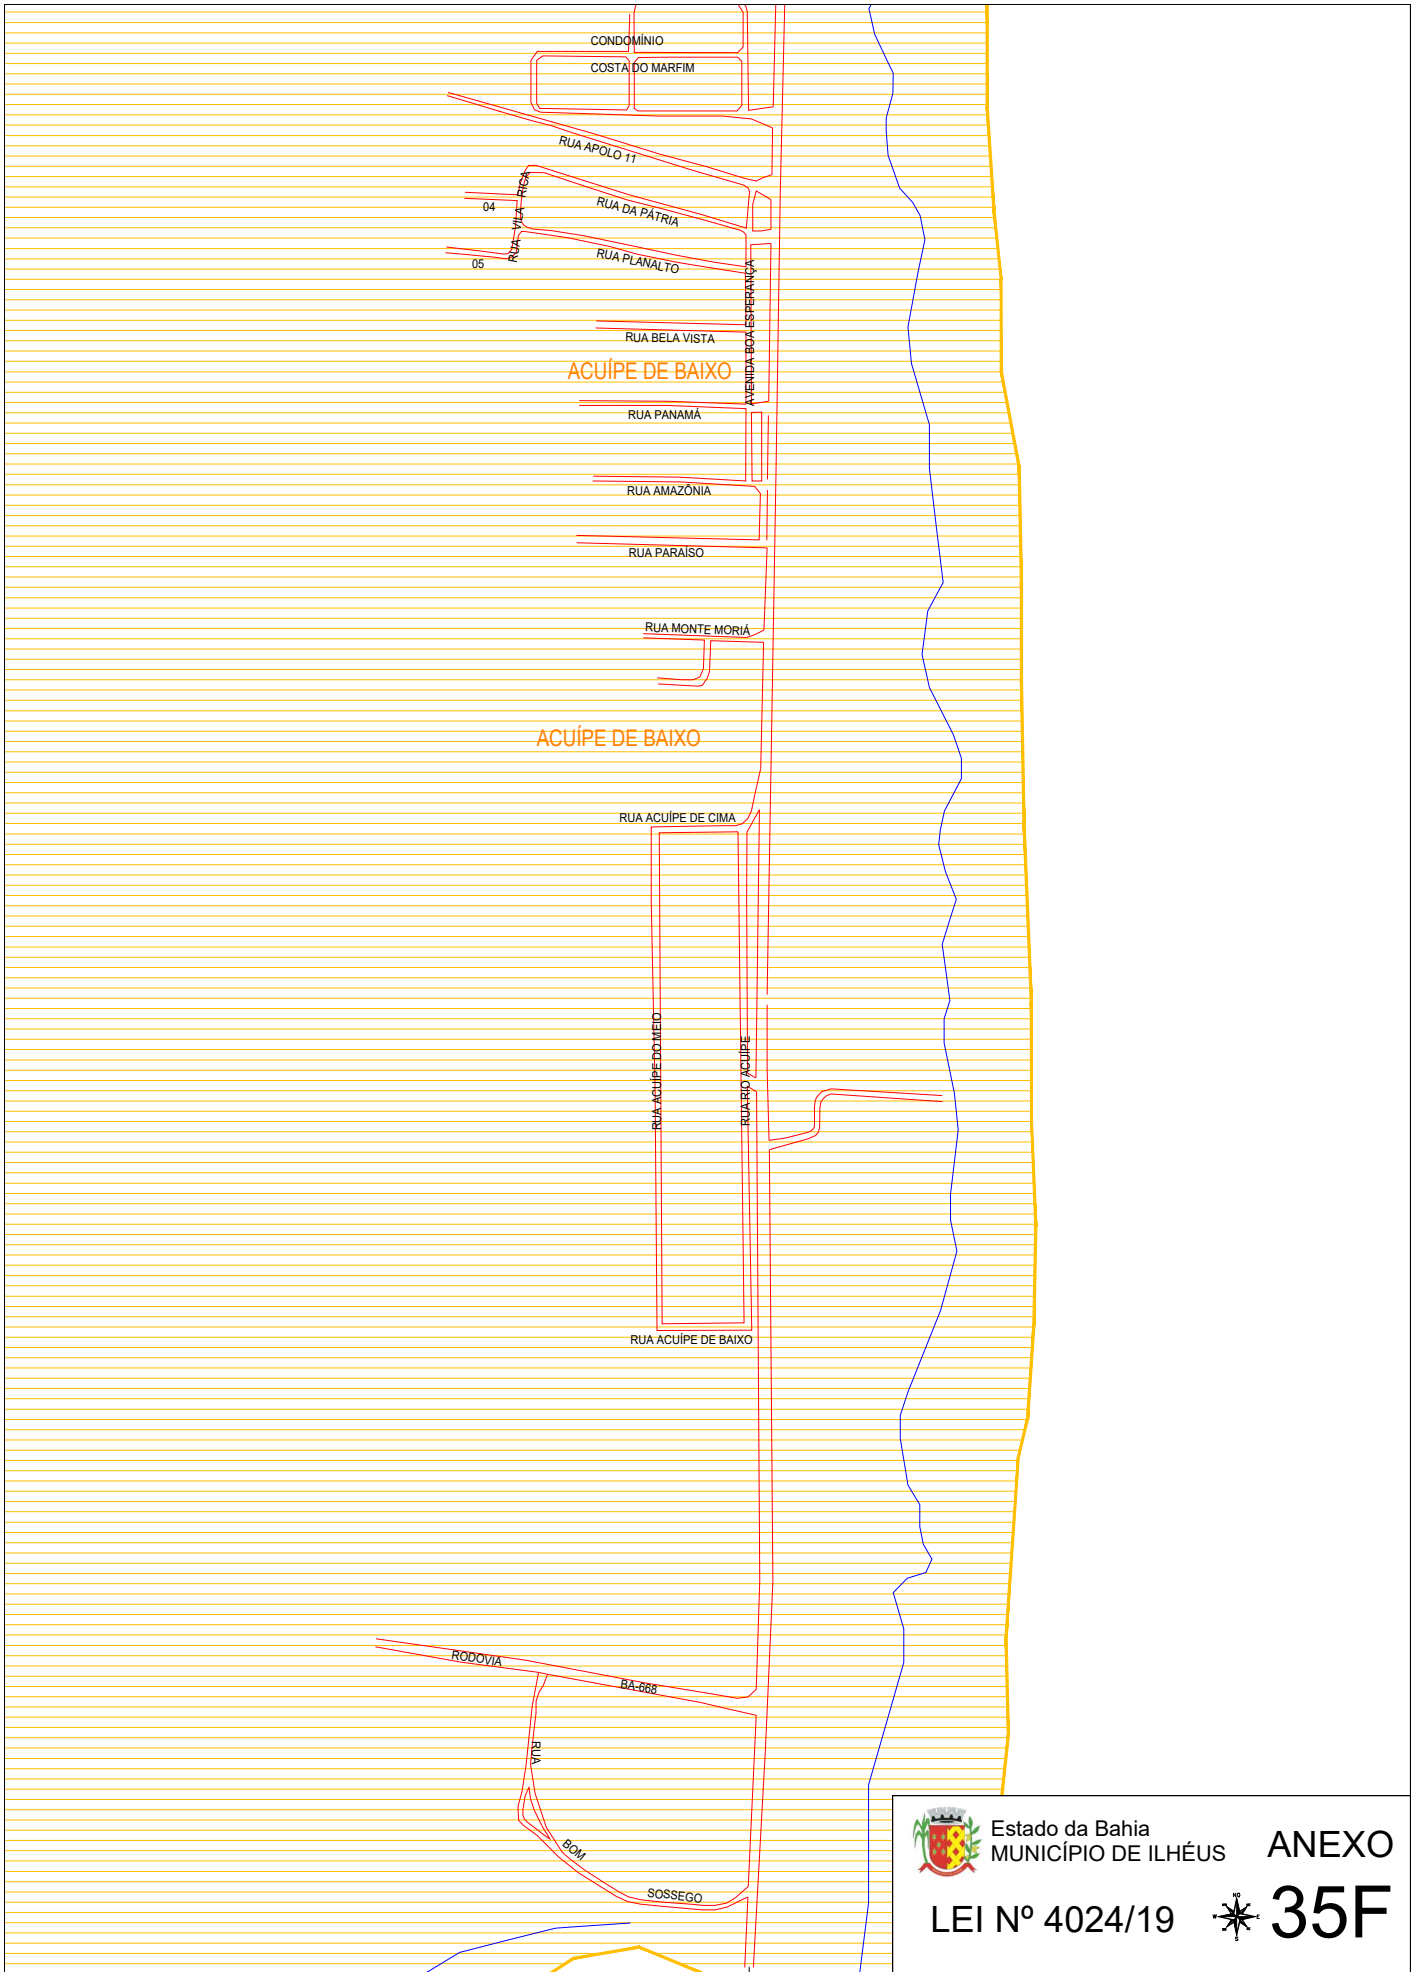 CONDOMÍNIO
COSTA DO MARFIM
RUA APOLO 11
RUA VILA RICA
04
RUA DA PÁTRIA
05
RUA PLANALTO
AVENIDA BOA ESPERANÇA
RUA BELA VISTA
ACUÍPE DE BAIXO
RUA PANAMÁ
RUA AMAZÔNIA
RUA PARAÍSO
RUA MONTE MORIÁ
ACUÍPE DE BAIXO
RUA ACUÍPE DE CIMA
RUA ACUÍPE DO MEIO
RUA RIO ACUÍPE
RUA ACUÍPE DE BAIXO
RODOVIA
BA-668
RUA
BOM
SOSSEGO
Estado da Bahia
MUNICÍPIO DE ILHÉUS
ANEXO
LEI Nº 4024/19
35F